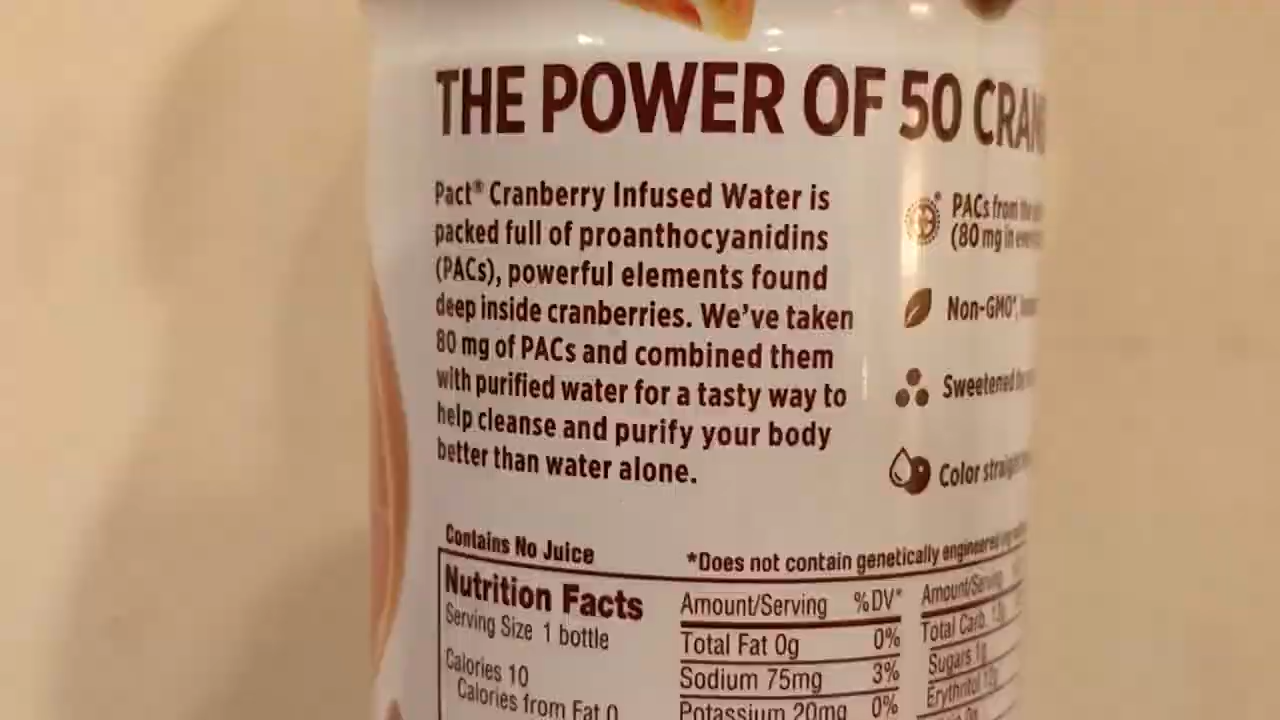 THE POWER OF 50
Pact® Cranberry Infused Water is
packed full of proanthocyanidins
(PACs), powerful elements found
deep inside cranberries. We've taken
80 mg of PACs and combined them
with purified water for a tasty way to
help cleanse and purify your body
better than water alone.
PACs from the
(80 mg in
Non-GMO*,
Sweetened
Color
Contains No Juice
*Does not contain genetically engineered
Nutrition Facts
Serving Size 1 bottle
Calories 10
Calories from Fat 0
Amount/Serving %DV*
Total Fat 0g 0%
Sodium 75mg 3%
Potassium 20mg 0%
Amount/Serving
Total Carb.
Sugars 1g
Erythritol